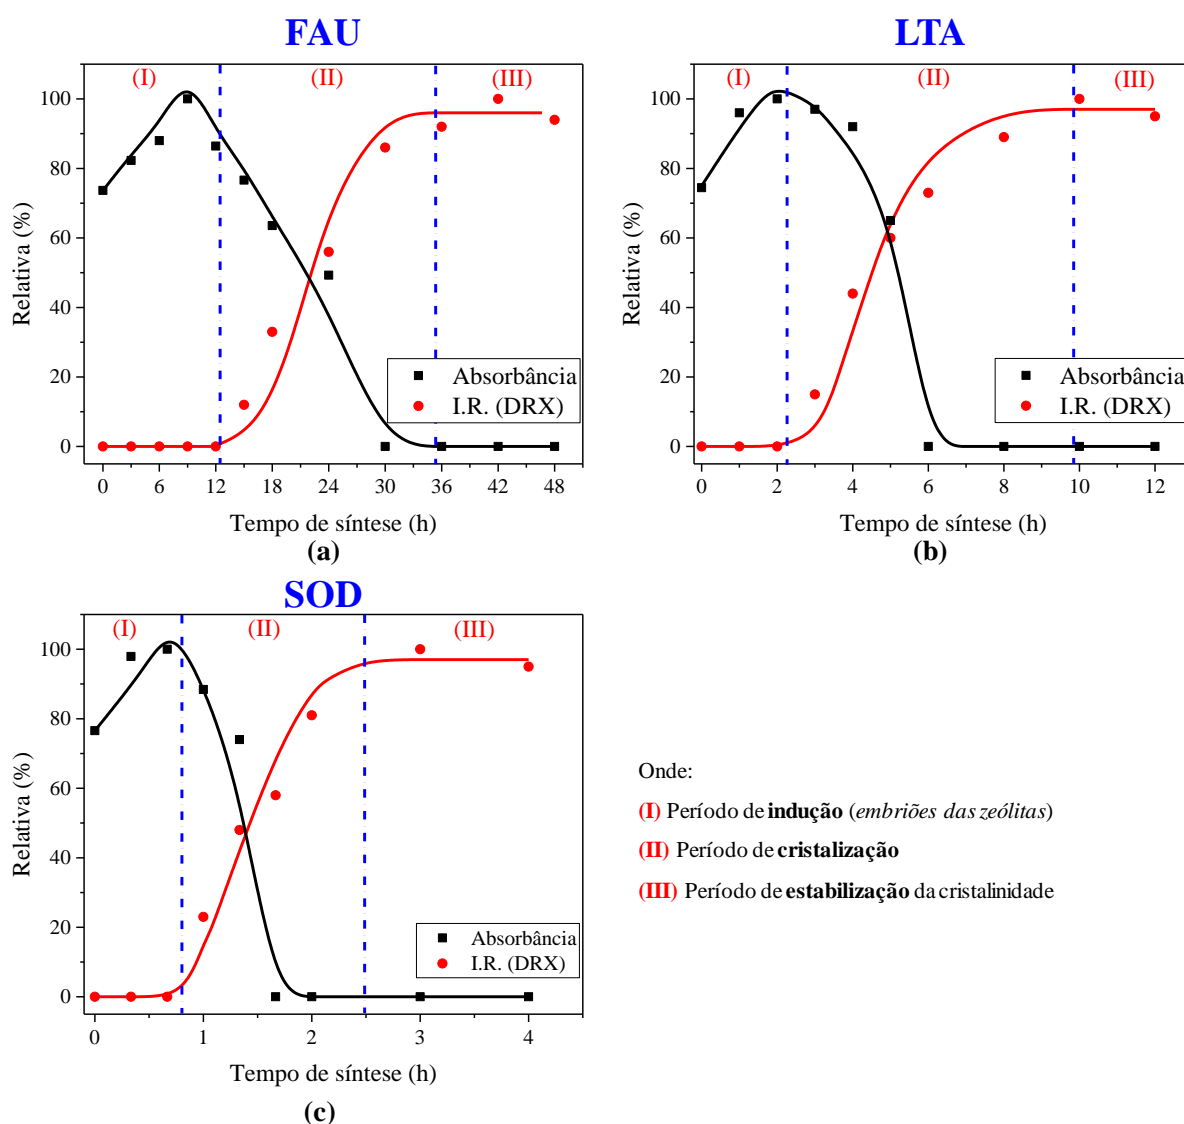 FAU
(I) (II) (III)
100
80
60
40
20
0
Relativa (%)
Absorbância
I.R. (DRX)
0 6 12 18 24 30 36 42 48
Tempo de síntese (h)
(a)
LTA
(I) (II) (III)
100
80
60
40
20
0
Relativa (%)
Absorbância
I.R. (DRX)
0 2 4 6 8 10 12
Tempo de síntese (h)
(b)
SOD
(I) (II) (III)
100
80
60
40
20
0
Relativa (%)
Absorbância
I.R. (DRX)
0 1 2 3 4
Tempo de síntese (h)
(c)
Onde:
(I) Período de indução (embriões das zeólitas)
(II) Período de cristalização
(III) Período de estabilização da cristalinidade